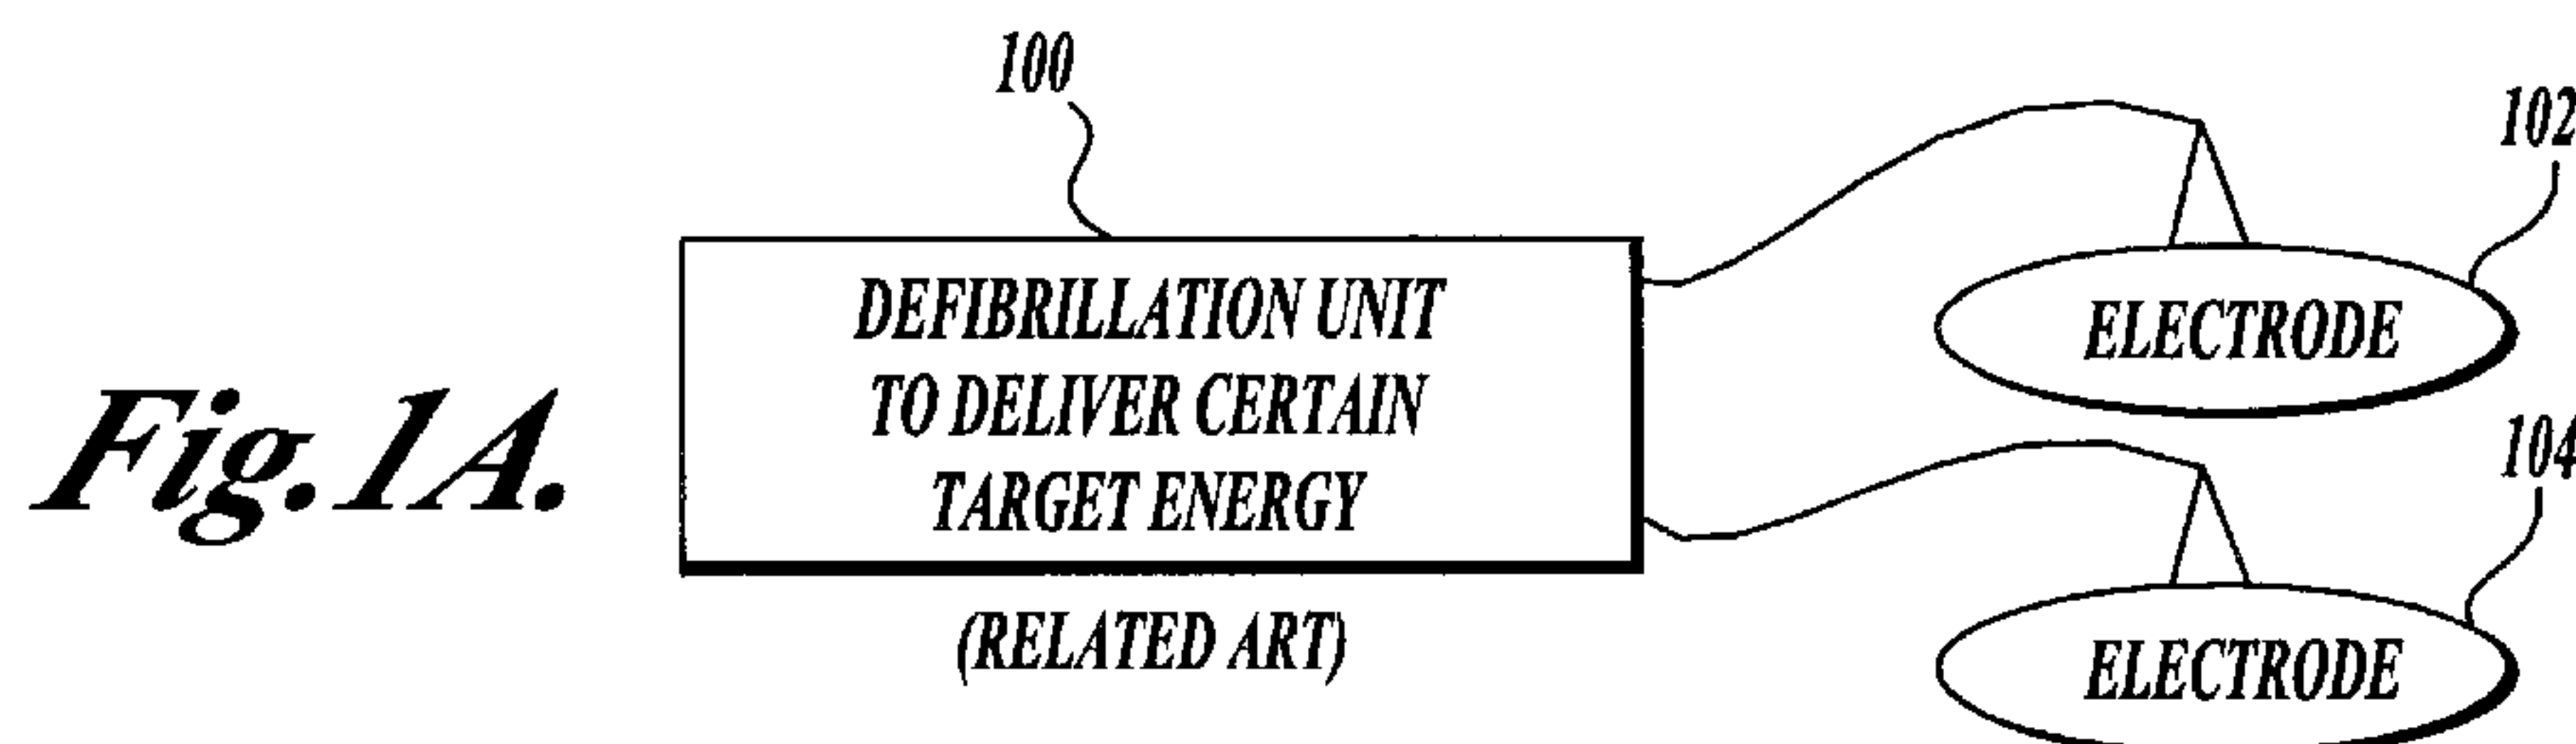 100
102
DEFIBRILLATION UNIT
TO DELIVER CERTAIN
TARGET ENERGY
ELECTRODE
Fig.1A.
104
(RELATED ART)
ELECTRODE